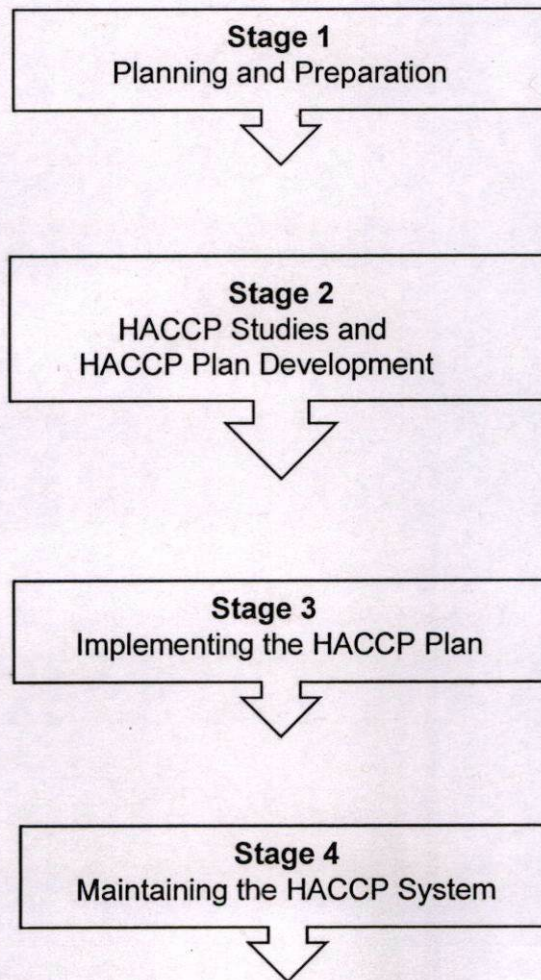 Stage 1
Planning and Preparation
Stage 2
HACCP Studies and
HACCP Plan Development
Stage 3
Implementing the HACCP Plan
Stage 4
Maintaining the HACCP System